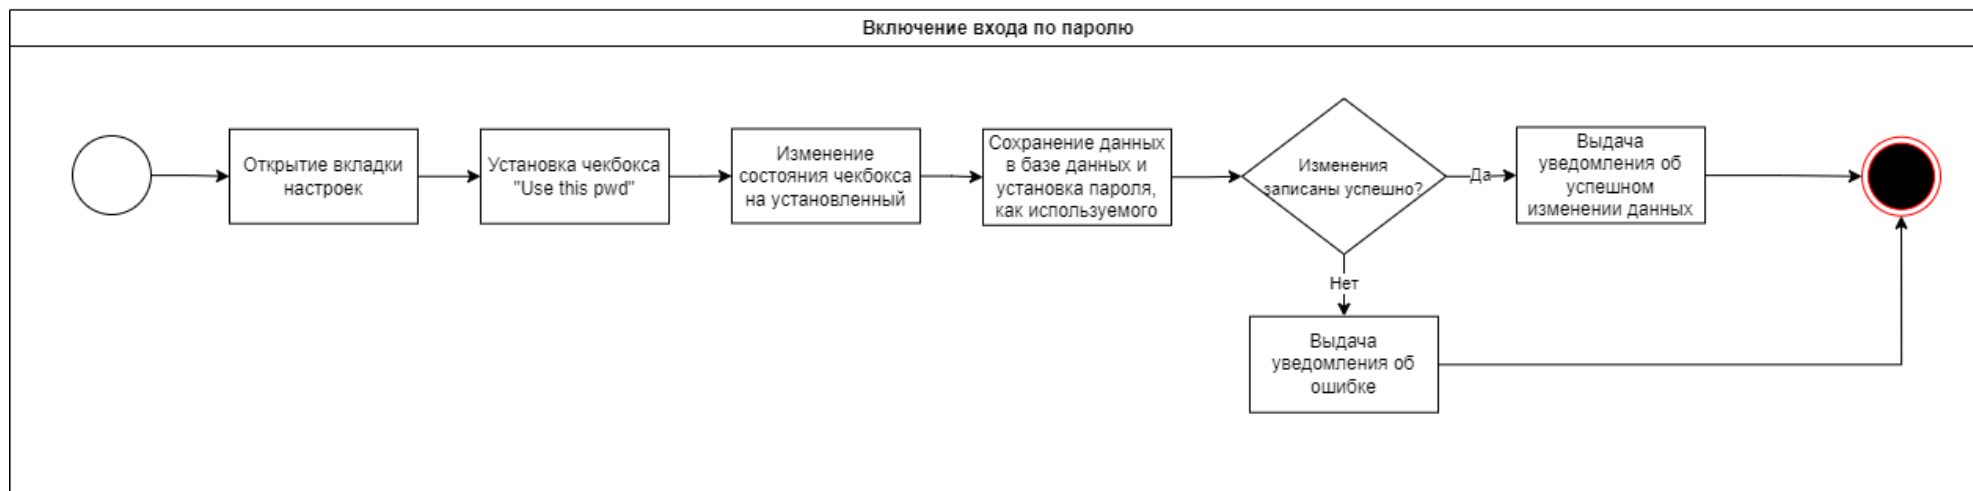 Включение входа по паролю
Открытие вкладки
настроек
Установка чекбокса
"Use this pwd"
Изменение
состояния чекбокса
на установленный
Сохранение данных
в базе данных и
установка пароля,
как используемого
Изменения
записаны успешно?
Да
Выдача
уведомления об
успешном
изменении данных
Нет
Выдача
уведомления об
ошибке